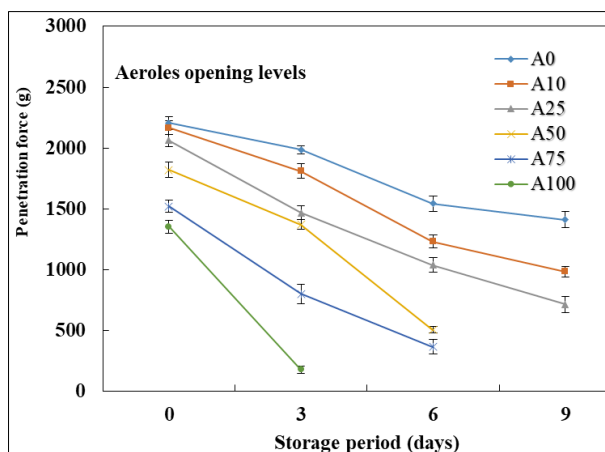 3000
2500
2000
1500
1000
500
0
Penetration force (g)
Aeroles opening levels
A0
A10
A25
A50
A75
A100
0 3 6 9
Storage period (days)